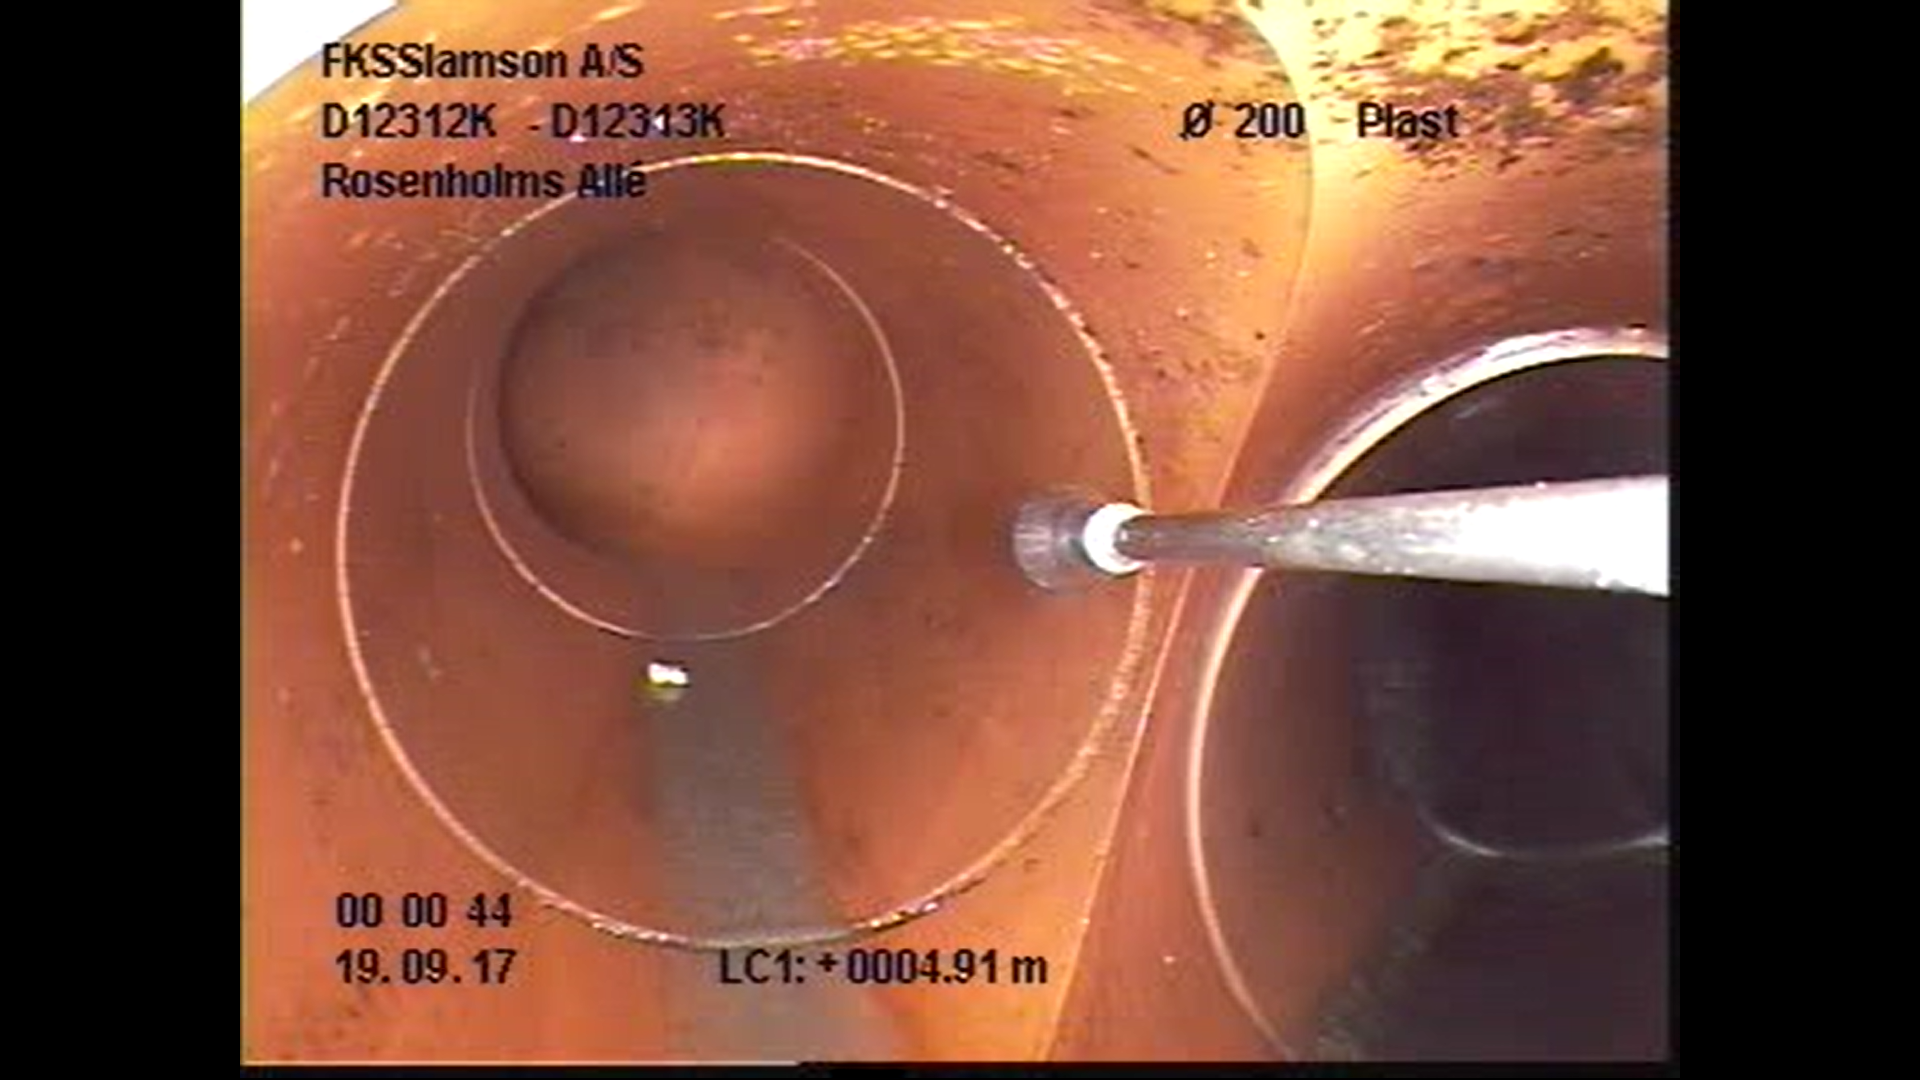 FKSSlamson A/S
D12312K - D12313K
Ø 200 Plast
Rosenholms Allé
00 00 44
19.09.17
LC1: +0004.91 m